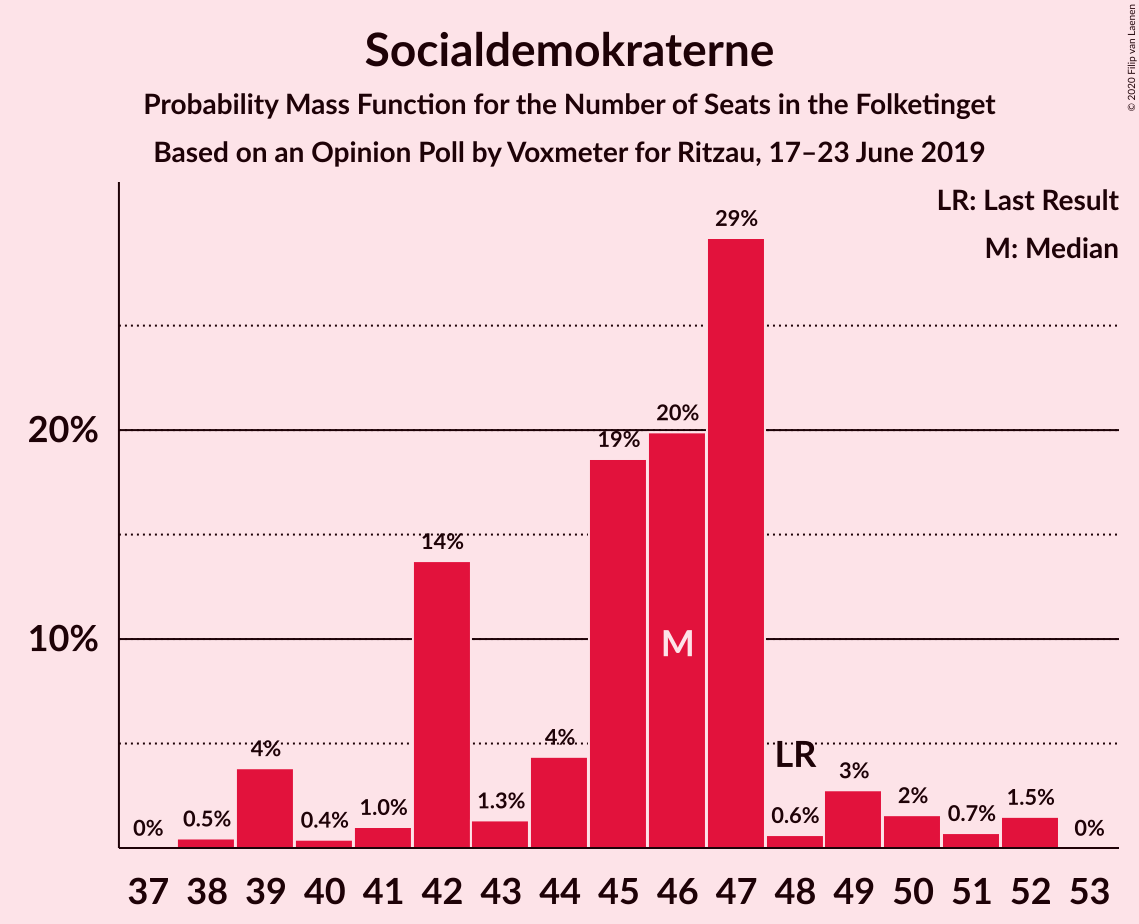 Socialdemokraterne
Probability Mass Function for the Number of Seats in the Folketinget
Based on an Opinion Poll by Voxmeter for Ritzau, 17–23 June 2019
© 2020 Filip van Laenen
LR: Last Result
M: Median
20%
10%
0%
0.5%
4%
0.4%
1.0%
14%
1.3%
4%
19%
20%
29%
0.6%
3%
2%
0.7%
1.5%
0%
M
LR
37 38 39 40 41 42 43 44 45 46 47 48 49 50 51 52 53